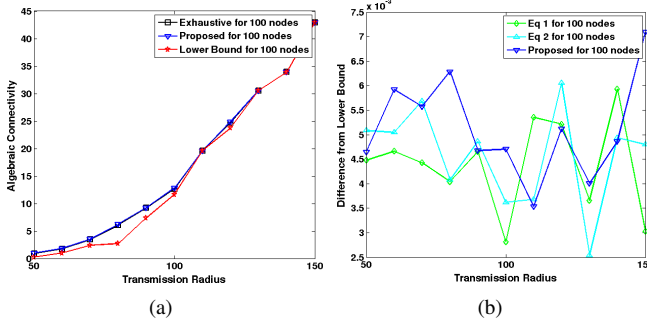 Exhaustive for 100 nodes
Proposed for 100 nodes
Lower Bound for 100 nodes
Algebraic Connectivity
45
40
35
30
25
20
15
10
5
0
50
100
150
Transmission Radius
(a)
x 10⁻³
Eq 1 for 100 nodes
Eq 2 for 100 nodes
Proposed for 100 nodes
Difference from Lower Bound
7.5
7
6.5
6
5.5
5
4.5
4
3.5
3
2.5
50
100
Transmission Radius
(b)